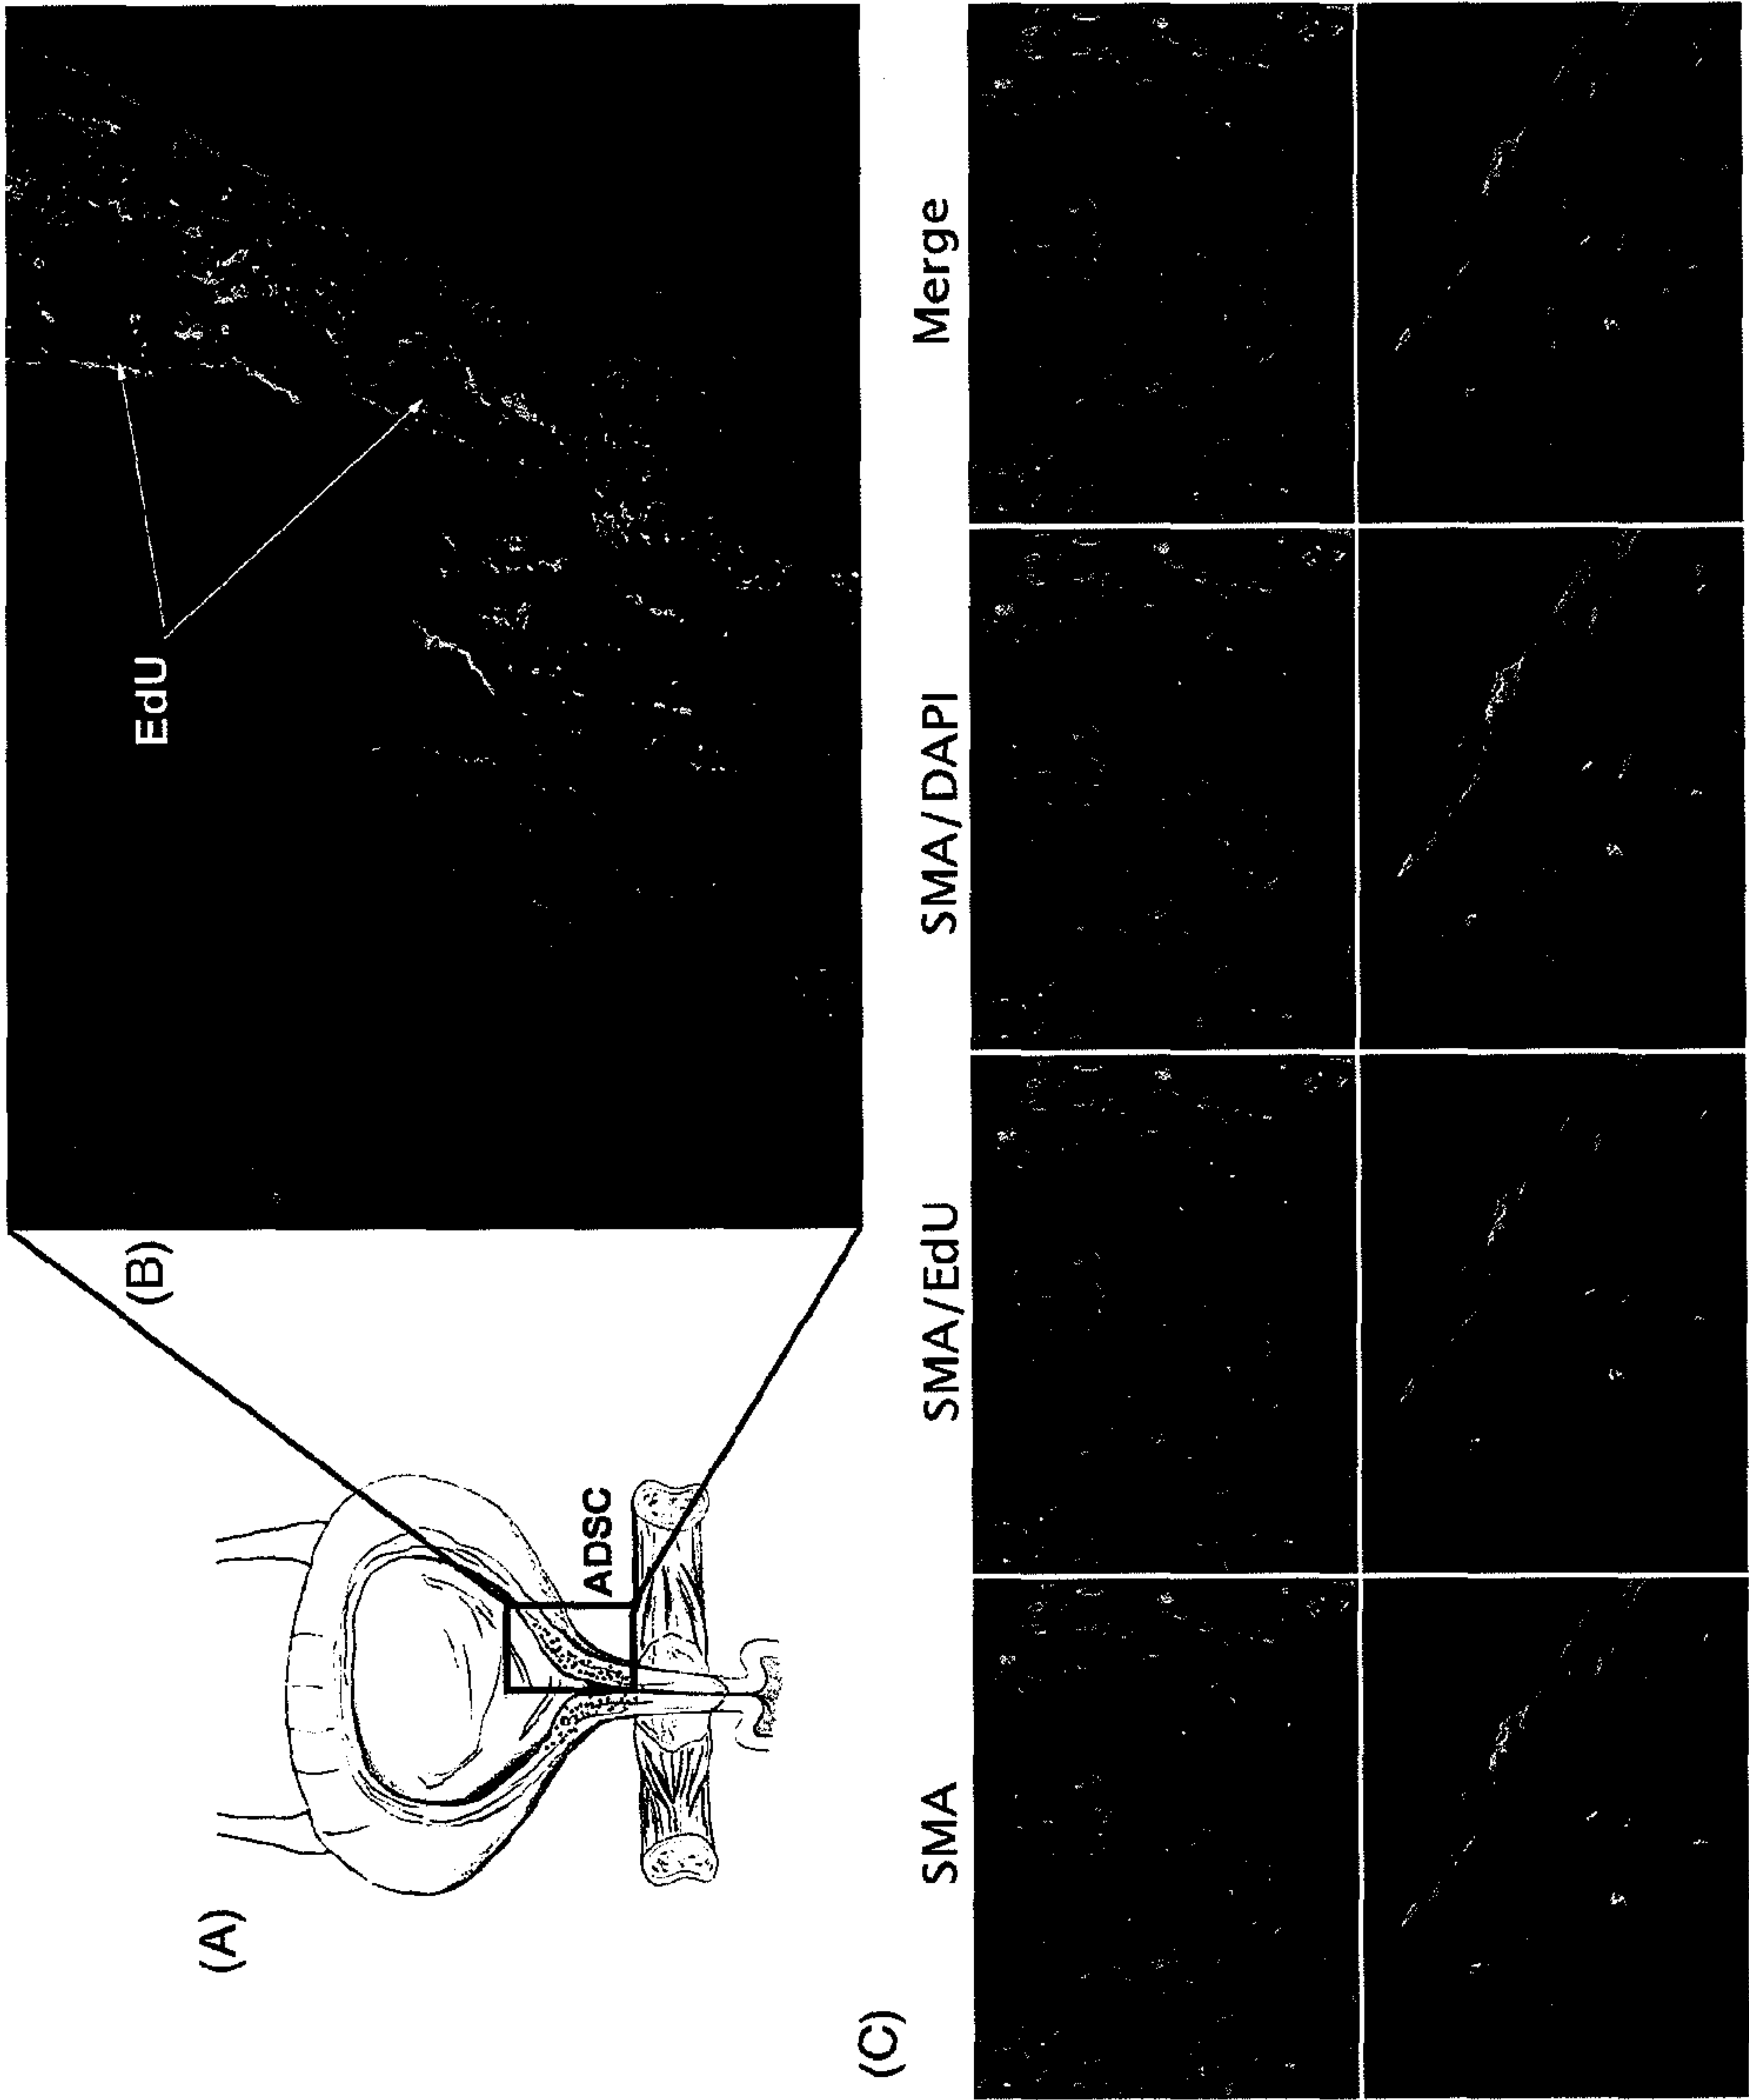 (A)
ADSC
(B)
EdU
(C)
SMA
SMA/EdU
SMA/DAPI
Merge